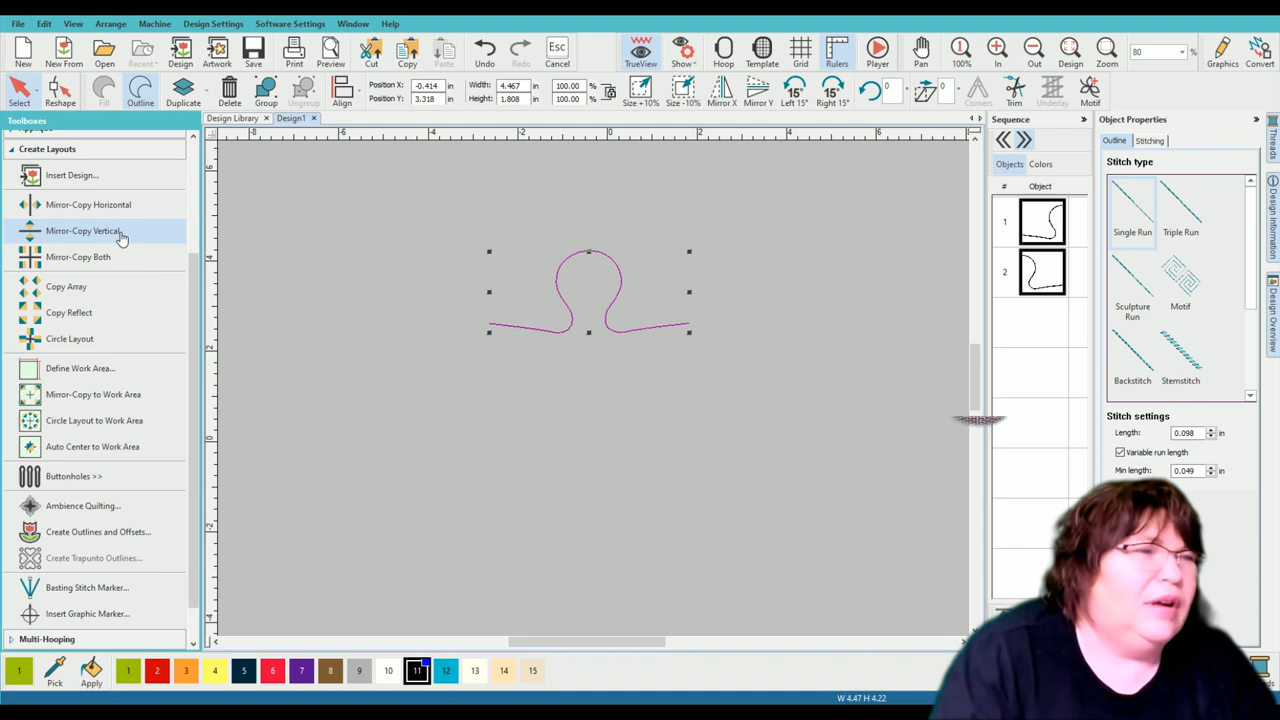 File Edit View Arrange Machine Design Settings Software Settings Window Help
New New From Open Recent Design Artwork Save Print Preview Cut Copy Paste Undo Redo Esc Cancel TrueView Show Hoop Template Grid Rulers Player Pan 100% In Out Design Zoom 80 Graphics Convert
Select Reshape Fill Outline Duplicate Delete Group Ungroup Align Position X: -0.414 in Width: 4.467 in 100.00 % Size +10% Size -10% Mirror X Mirror Y Left 15° Right 15° 0 0 Corners Trim Underlay Motif
Position Y: 3.318 in Height: 1.808 in 100.00 %
Toolboxes
Design Library Design1
Create Layouts
Insert Design...
Mirror-Copy Horizontal
Mirror-Copy Vertical
Mirror-Copy Both
Copy Array
Copy Reflect
Circle Layout
Define Work Area...
Mirror-Copy to Work Area
Circle Layout to Work Area
Auto Center to Work Area
Buttonholes >>
Ambience Quilting...
Create Outlines and Offsets...
Create Trapunto Outlines...
Basting Stitch Marker...
Insert Graphic Marker...
Multi-Hooping
Sequence
Objects Colors
# Object
1
2
Object Properties
Outline Stitching
Stitch type
Single Run Triple Run
Sculpture Run Motif
Backstitch Stemstitch
Stitch settings
Length: 0.098 in
Variable run length
Min length: 0.049 in
Threads
Design Information
Design Overview
1 Pick Apply 1 2 3 4 5 6 7 8 9 10 11 12 13 14 15
W 4.47 H 4.22